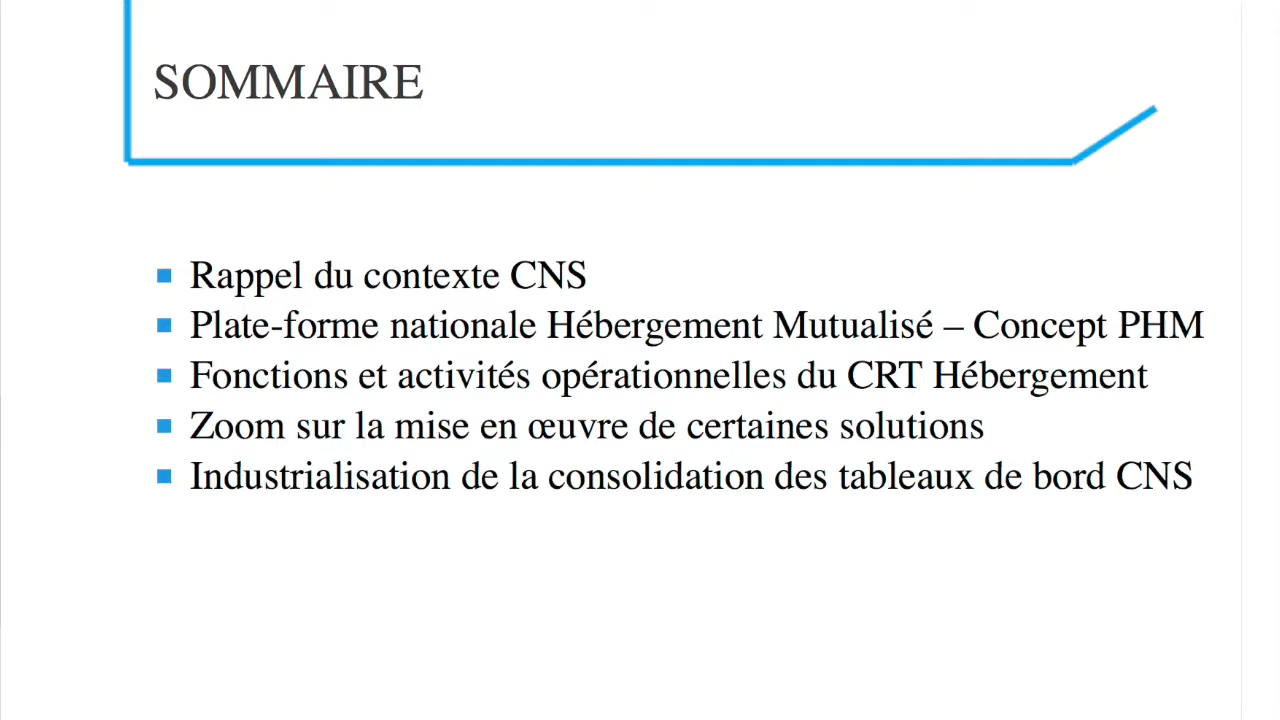 SOMMAIRE
Rappel du contexte CNS
Plate-forme nationale Hébergement Mutualisé – Concept PHM
Fonctions et activités opérationnelles du CRT Hébergement
Zoom sur la mise en œuvre de certaines solutions
Industrialisation de la consolidation des tableaux de bord CNS